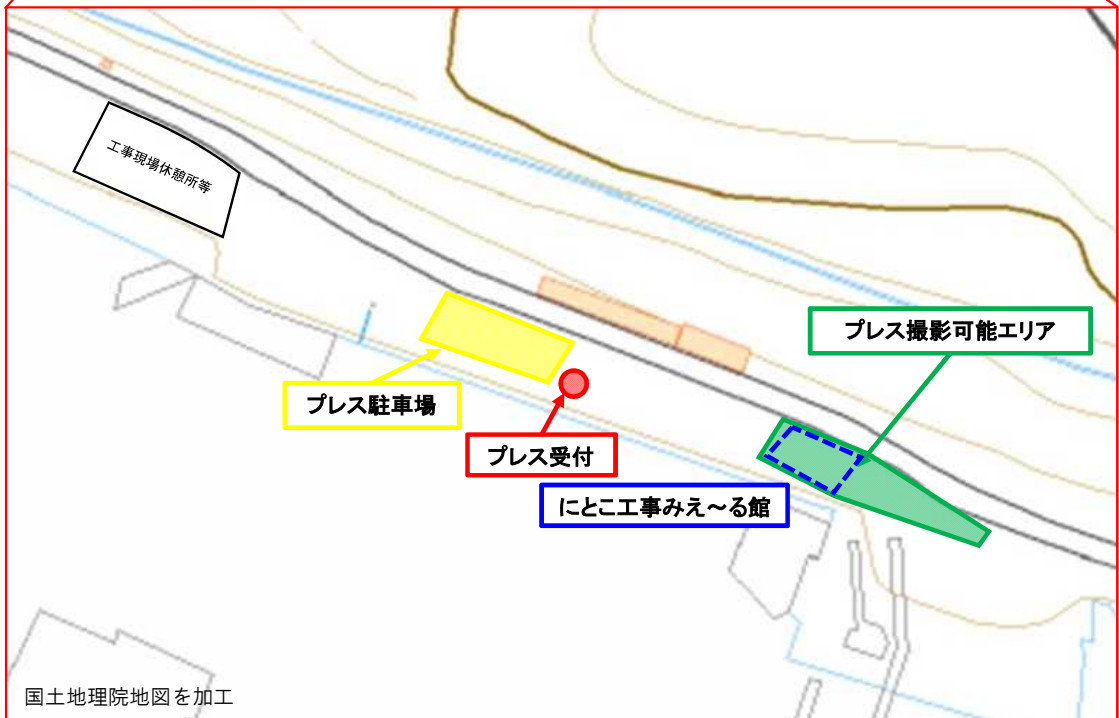 工事現場休憩所等
プレス撮影可能エリア
プレス駐車場
プレス受付
にとこ工事みえ～る館
国土地理院地図を加工